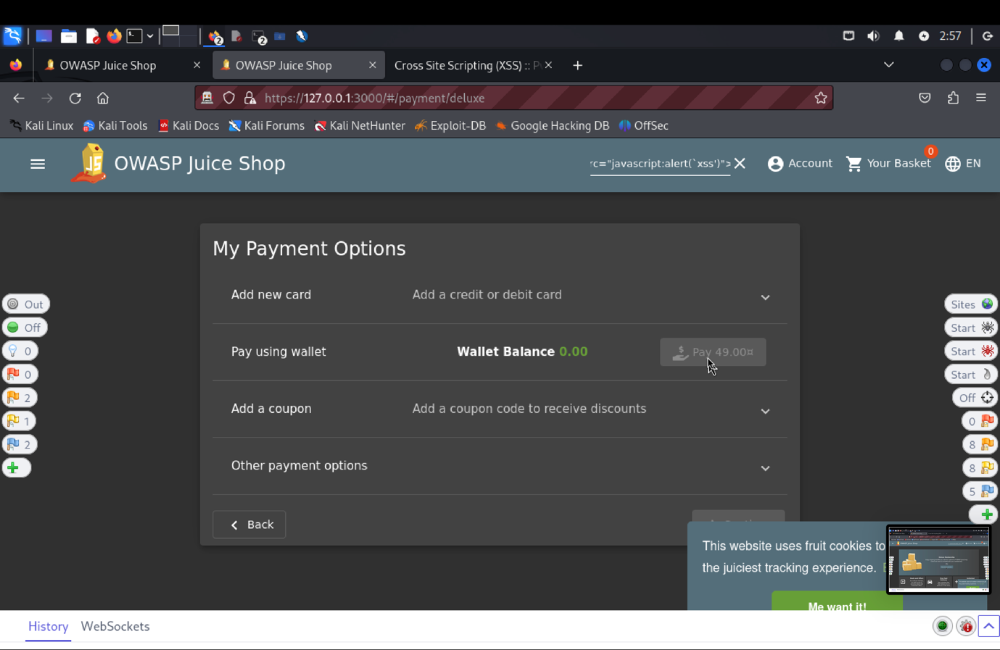 2
2
2:57
OWASP Juice Shop
OWASP Juice Shop
Cross Site Scripting (XSS) :: P
https://127.0.0.1:3000/#/payment/deluxe
Kali Linux
Kali Tools
Kali Docs
Kali Forums
Kali NetHunter
Exploit-DB
Google Hacking DB
OffSec
JS
OWASP Juice Shop
rc="javascript:alert(`xss')">
Account
Your Basket
0
EN
My Payment Options
Add new card
Add a credit or debit card
Pay using wallet
Wallet Balance 0.00
Pay 49.00¤
Add a coupon
Add a coupon code to receive discounts
Other payment options
Back
Out
Off
0
0
2
1
2
Sites
Start
Start
Start
Off
0
8
8
5
This website uses fruit cookies to
the juiciest tracking experience.
Me want it!
History
WebSockets